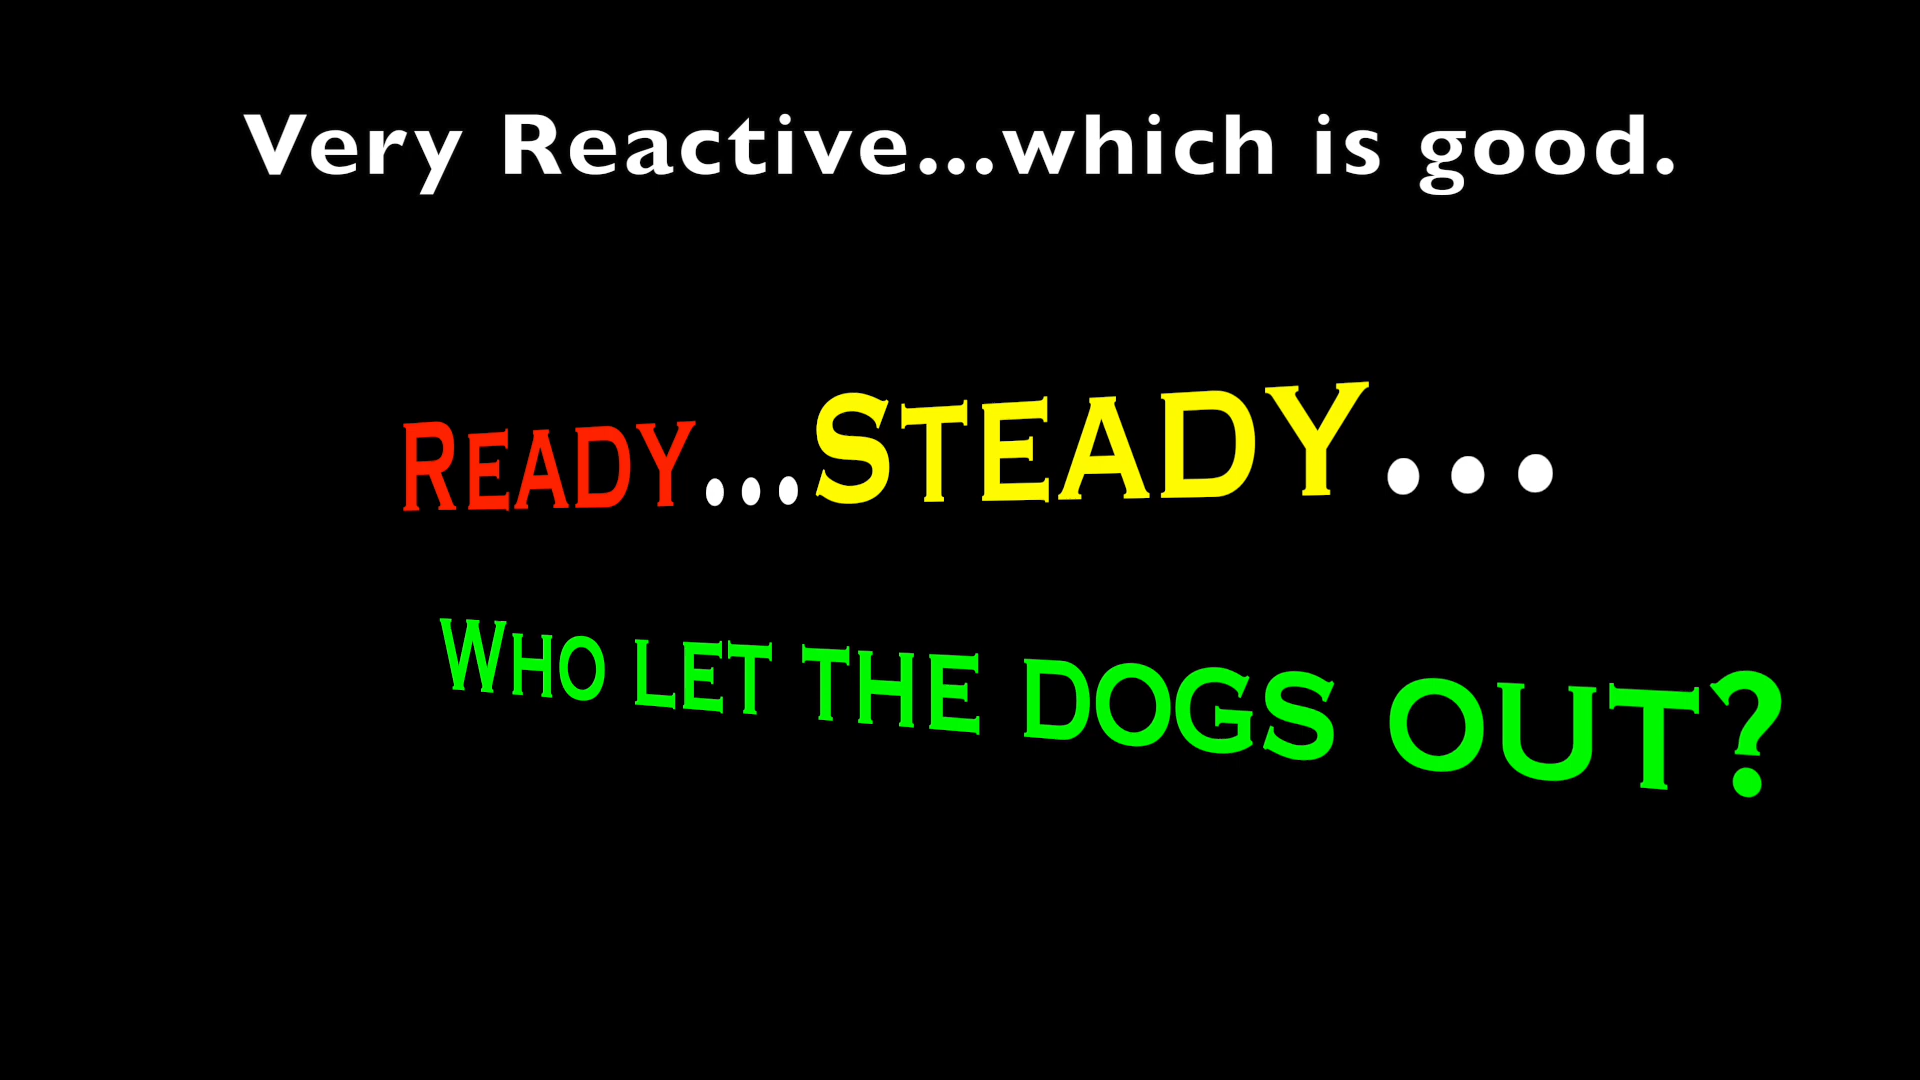 Very Reactive...which is good.
READY...STEADY...
WHO LET THE DOGS OUT?